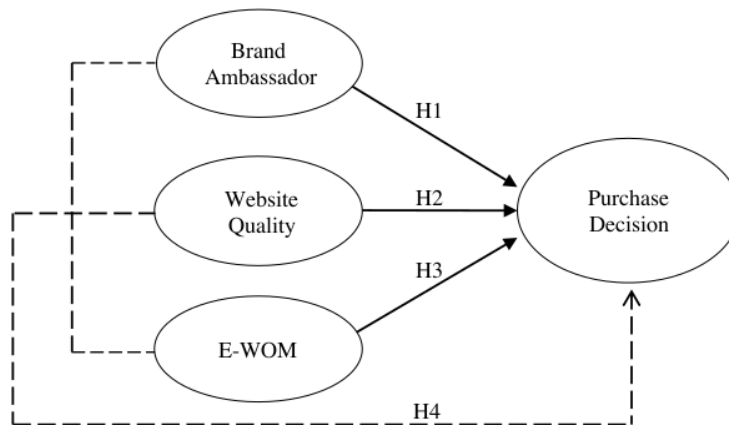 Brand
Ambassador
H1
Website
Quality
H2
Purchase
Decision
H3
E-WOM
H4